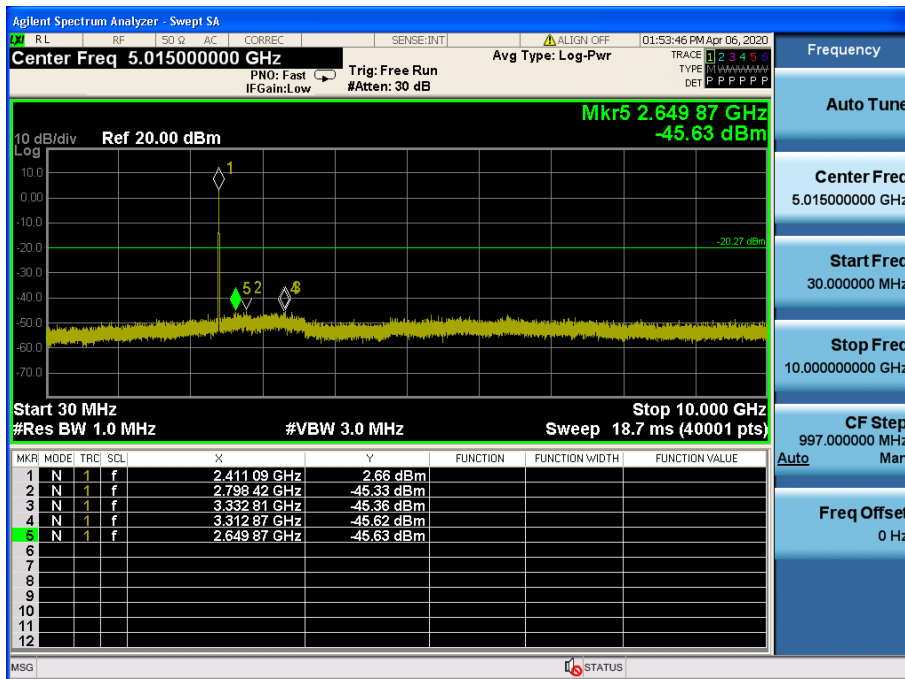 Agilent Spectrum Analyzer - Swept SA
LXI RL RF 50 Ω AC CORREC SENSE:INT ALIGN OFF 01:53:46 PM Apr 06, 2020
Center Freq 5.015000000 GHz
PNO: Fast
IFGain:Low
Trig: Free Run
#Atten: 30 dB
Avg Type: Log-Pwr
TRACE 1 2 3 4 5 6
TYPE M WWWWW
DET P P P P P P
Mkr5 2.649 87 GHz
-45.63 dBm
10 dB/div Ref 20.00 dBm
Log
10.0
0.00
-10.0
-20.0
-30.0
-40.0
-50.0
-60.0
-70.0
1
-20.27 dBm
5 2
Start 30 MHz
Stop 10.000 GHz
#Res BW 1.0 MHz #VBW 3.0 MHz Sweep 18.7 ms (40001 pts)
MKR MODE TRC SCL X Y FUNCTION FUNCTION WIDTH FUNCTION VALUE
1 N 1 f 2.411 09 GHz 2.66 dBm
2 N 1 f 2.798 42 GHz -45.33 dBm
3 N 1 f 3.332 81 GHz -45.36 dBm
4 N 1 f 3.312 87 GHz -45.62 dBm
5 N 1 f 2.649 87 GHz -45.63 dBm
6
7
8
9
10
11
12
MSG STATUS
Frequency
Auto Tune
Center Freq
5.015000000 GHz
Start Freq
30.000000 MHz
Stop Freq
10.000000000 GHz
CF Step
997.000000 MHz
Auto Man
Freq Offset
0 Hz